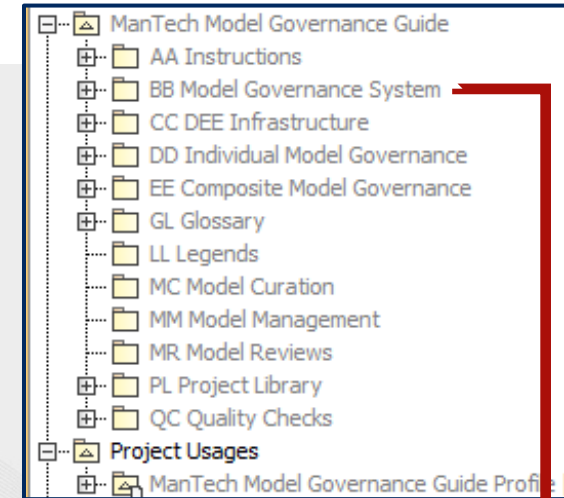 ManTech Model Governance Guide
AA Instructions
BB Model Governance System
CC DEE Infrastructure
DD Individual Model Governance
EE Composite Model Governance
GL Glossary
LL Legends
MC Model Curation
MM Model Management
MR Model Reviews
PL Project Library
QC Quality Checks
Project Usages
ManTech Model Governance Guide Profile